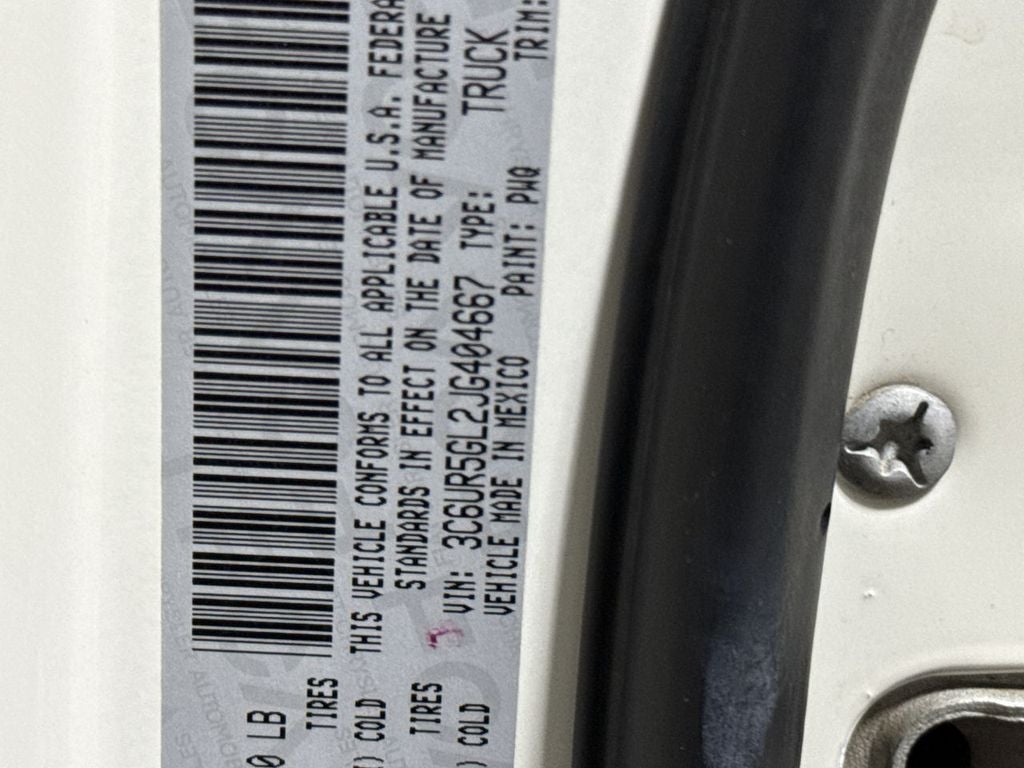 0 LB
TIRES
COLD
THIS VEHICLE CONFORMS TO ALL APPLICABLE U.S.A. FEDERA
STANDARDS IN EFFECT ON THE DATE OF MANUFACTURE
TIRES
COLD
VIN: 3C6UR5GL2JG404667 TYPE: TRUCK
VEHICLE MADE IN MEXICO PAINT: PWQ TRIM: